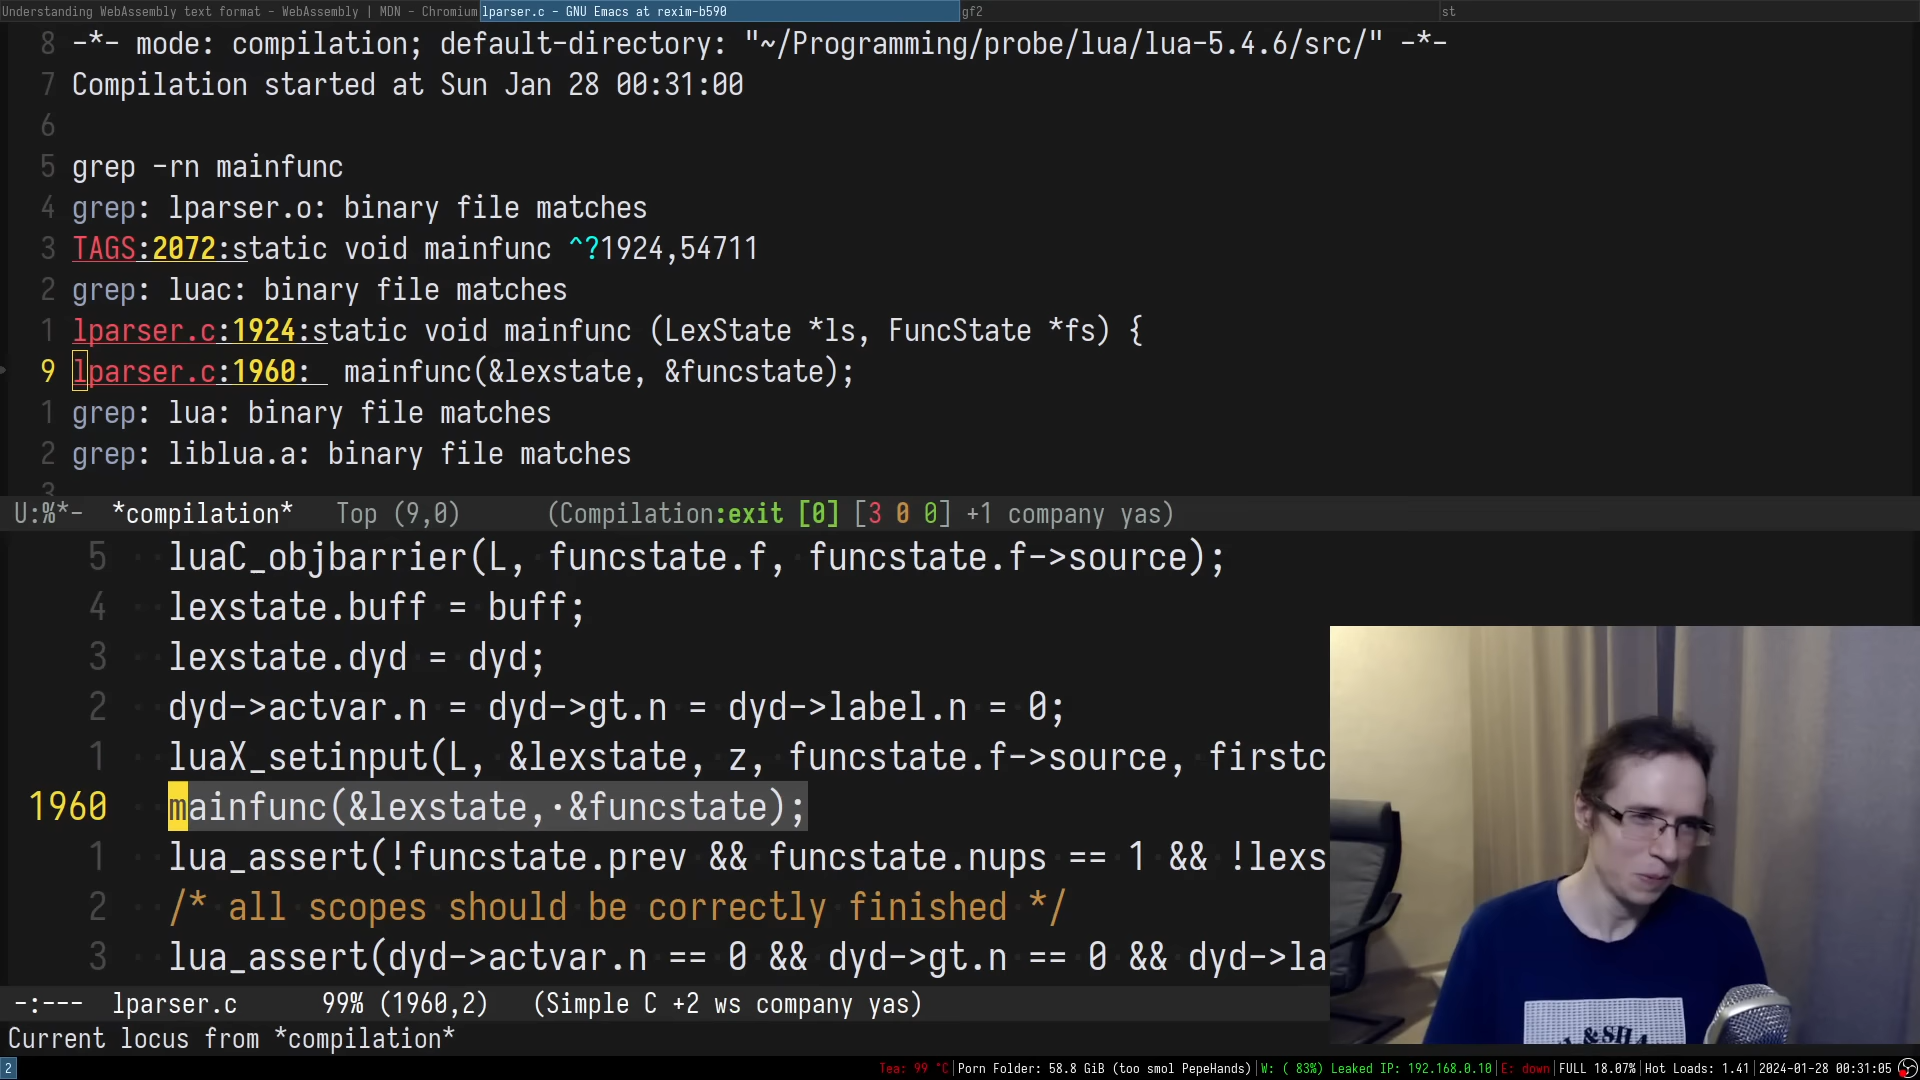 Understanding WebAssembly text format - WebAssembly | MDN - Chromium
lparser.c - GNU Emacs at rexim-b590
gf2
st
8 -*- mode: compilation; default-directory: "~/Programming/probe/lua/lua-5.4.6/src/" -*-
7 Compilation started at Sun Jan 28 00:31:00
6
5 grep -rn mainfunc
4 grep: lparser.o: binary file matches
3 TAGS:2072:static void mainfunc ^?1924,54711
2 grep: luac: binary file matches
1 lparser.c:1924:static void mainfunc (LexState *ls, FuncState *fs) {
9 lparser.c:1960:  mainfunc(&lexstate, &funcstate);
1 grep: lua: binary file matches
2 grep: liblua.a: binary file matches
3
U:%*- *compilation* Top (9,0) (Compilation:exit [0] [3 0 0] +1 company yas)
5 luaC_objbarrier(L, funcstate.f, funcstate.f->source);
4 lexstate.buff = buff;
3 lexstate.dyd = dyd;
2 dyd->actvar.n = dyd->gt.n = dyd->label.n = 0;
1 luaX_setinput(L, &lexstate, z, funcstate.f->source, firstc
1960 mainfunc(&lexstate,·&funcstate);
1 lua_assert(!funcstate.prev && funcstate.nups == 1 && !lexs
2 /* all scopes should be correctly finished */
3 lua_assert(dyd->actvar.n == 0 && dyd->gt.n == 0 && dyd->la
-:--- lparser.c 99% (1960,2) (Simple C +2 ws company yas)
Current locus from *compilation*
2
Tea: 99 °C|Porn Folder: 58.8 GiB (too smol PepeHands)|W: ( 83%) Leaked IP: 192.168.0.10|E: down|FULL 18.07%|Hot Loads: 1.41|2024-01-28 00:31:05